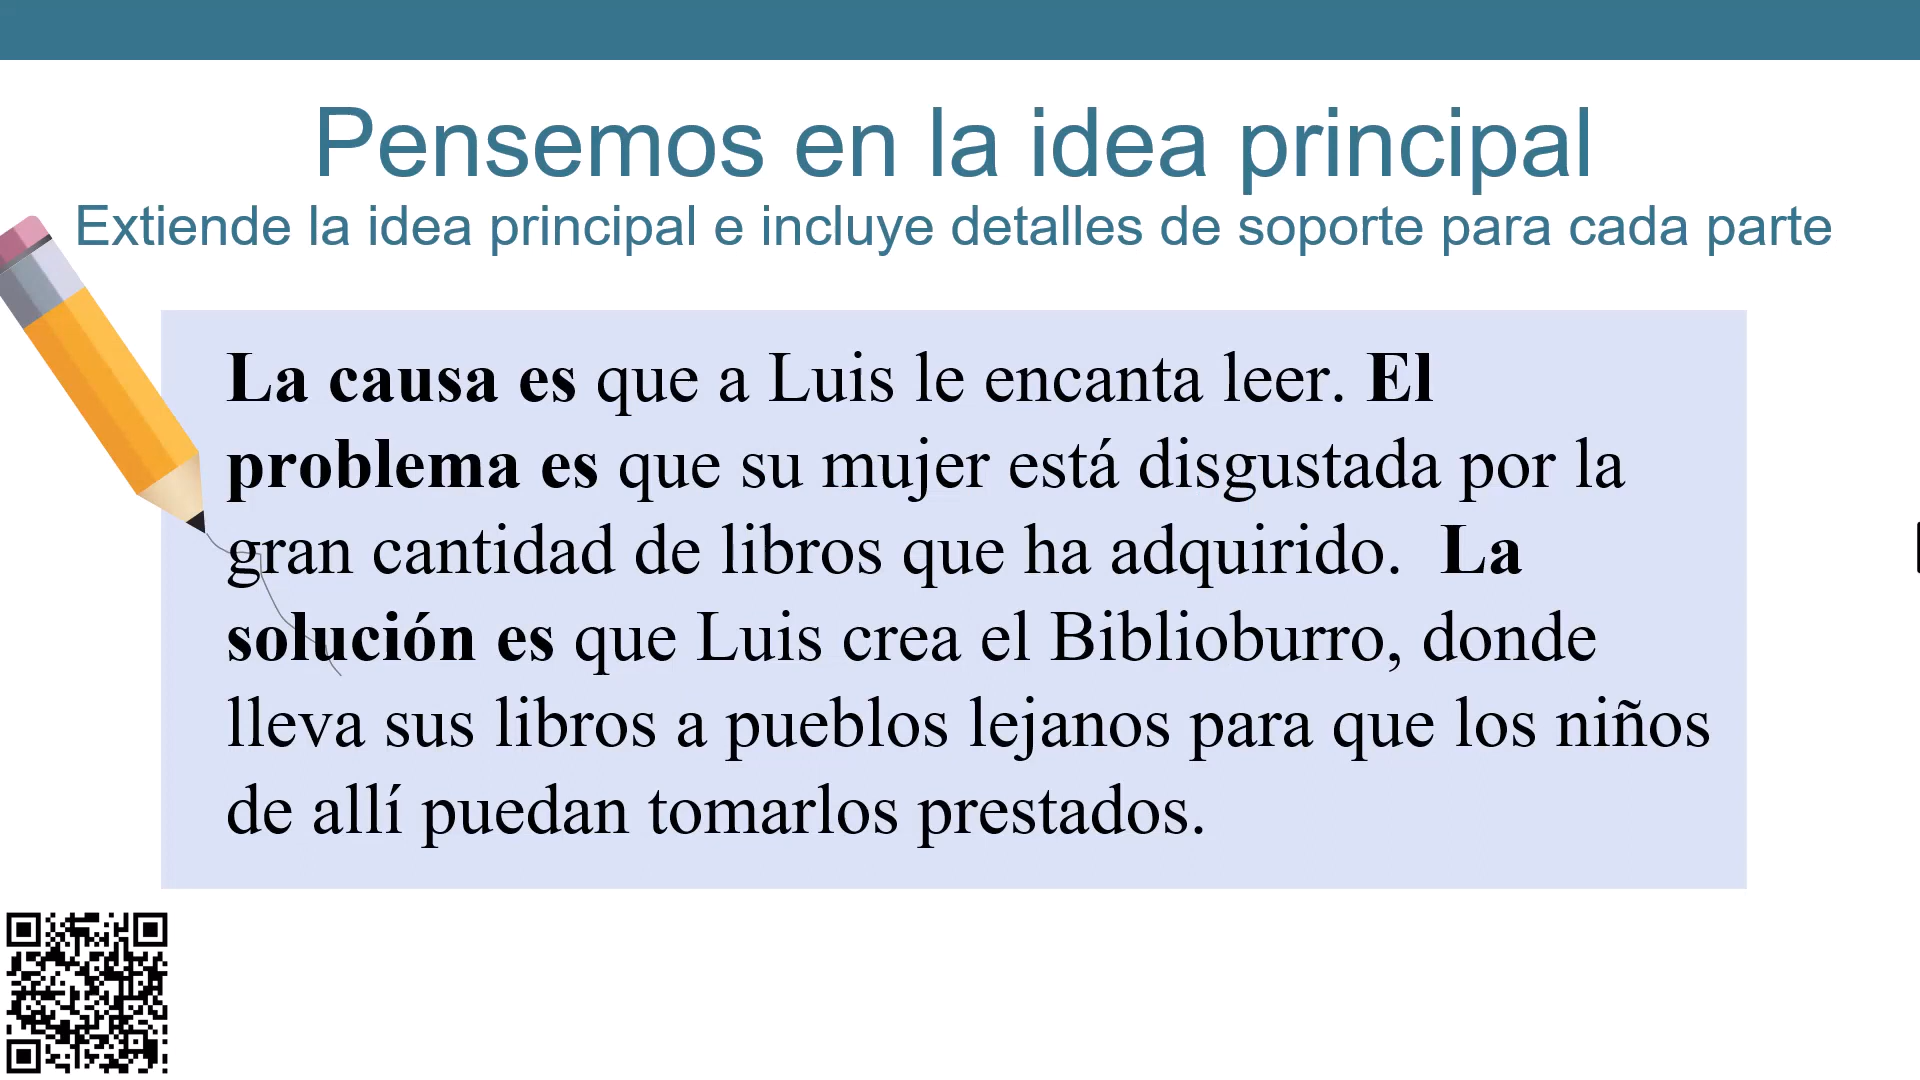 Pensemos en la idea principal
Extiende la idea principal e incluye detalles de soporte para cada parte
La causa es que a Luis le encanta leer. El
problema es que su mujer está disgustada por la
gran cantidad de libros que ha adquirido.  La
solución es que Luis crea el Biblioburro, donde
lleva sus libros a pueblos lejanos para que los niños
de allí puedan tomarlos prestados.